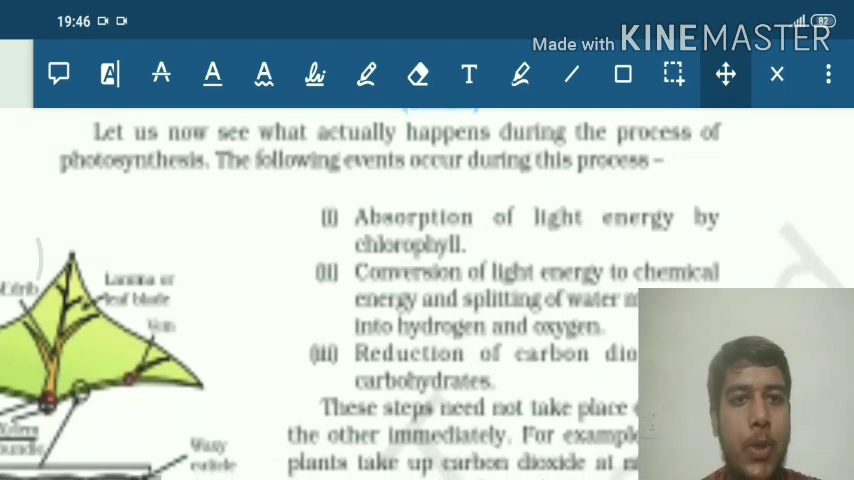 19:46
82
Made with KINEMASTER
Let us now see what actually happens during the process of
photosynthesis. The following events occur during this process –
(i) Absorption of light energy by
chlorophyll.
(ii) Conversion of light energy to chemical
energy and splitting of water
into hydrogen and oxygen.
(iii) Reduction of carbon
carbohydrates.
These steps need not take place
the other immediately. For
plants take up carbon dioxide at
Lamina or
leaf blade
Vein
Waxy
cuticle